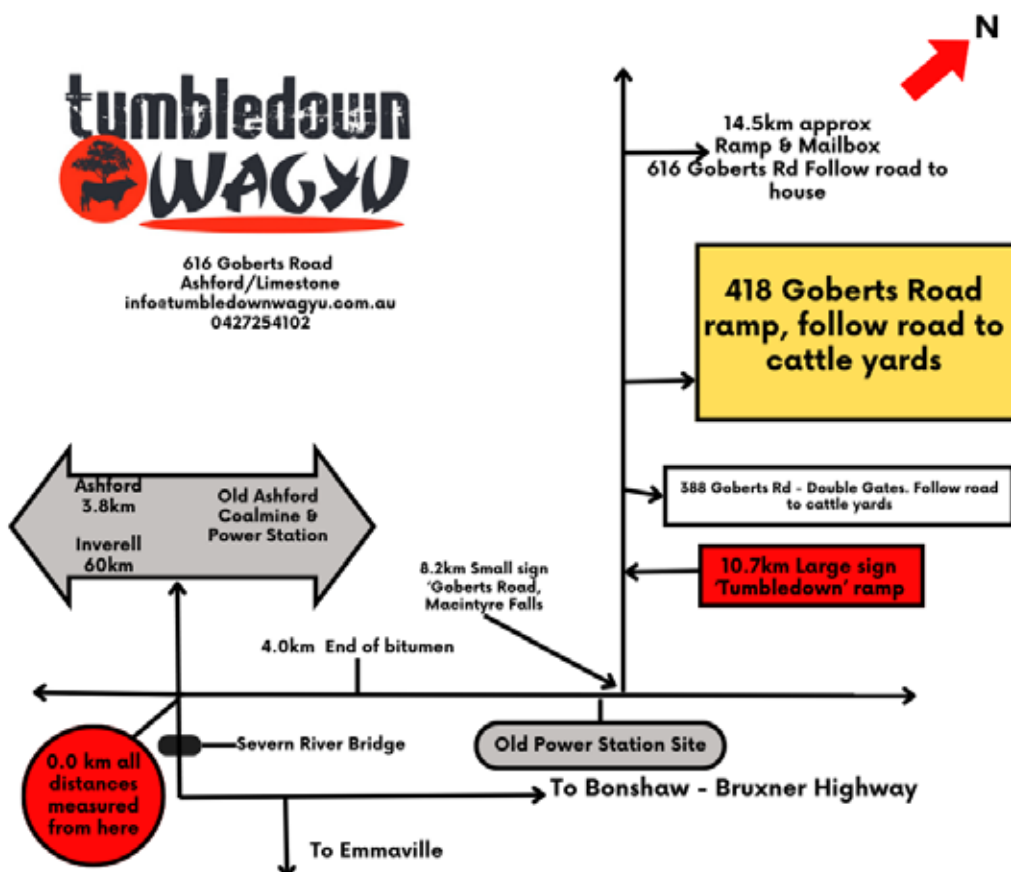 N
tumbledown
WAGYU
616 Goberts Road
Ashford/Limestone
info@tumbledownwagyu.com.au
0427254102
14.5km approx
Ramp & Mailbox
616 Goberts Rd Follow road to
house
418 Goberts Road
ramp, follow road to
cattle yards
388 Goberts Rd - Double Gates. Follow road
to cattle yards
10.7km Large sign
'Tumbledown' ramp
Ashford
3.8km
Inverell
60km
Old Ashford
Coalmine &
Power Station
8.2km Small sign
'Goberts Road,
Macintyre Falls
4.0km End of bitumen
Old Power Station Site
0.0 km all
distances
measured
from here
Severn River Bridge
To Bonshaw - Bruxner Highway
To Emmaville